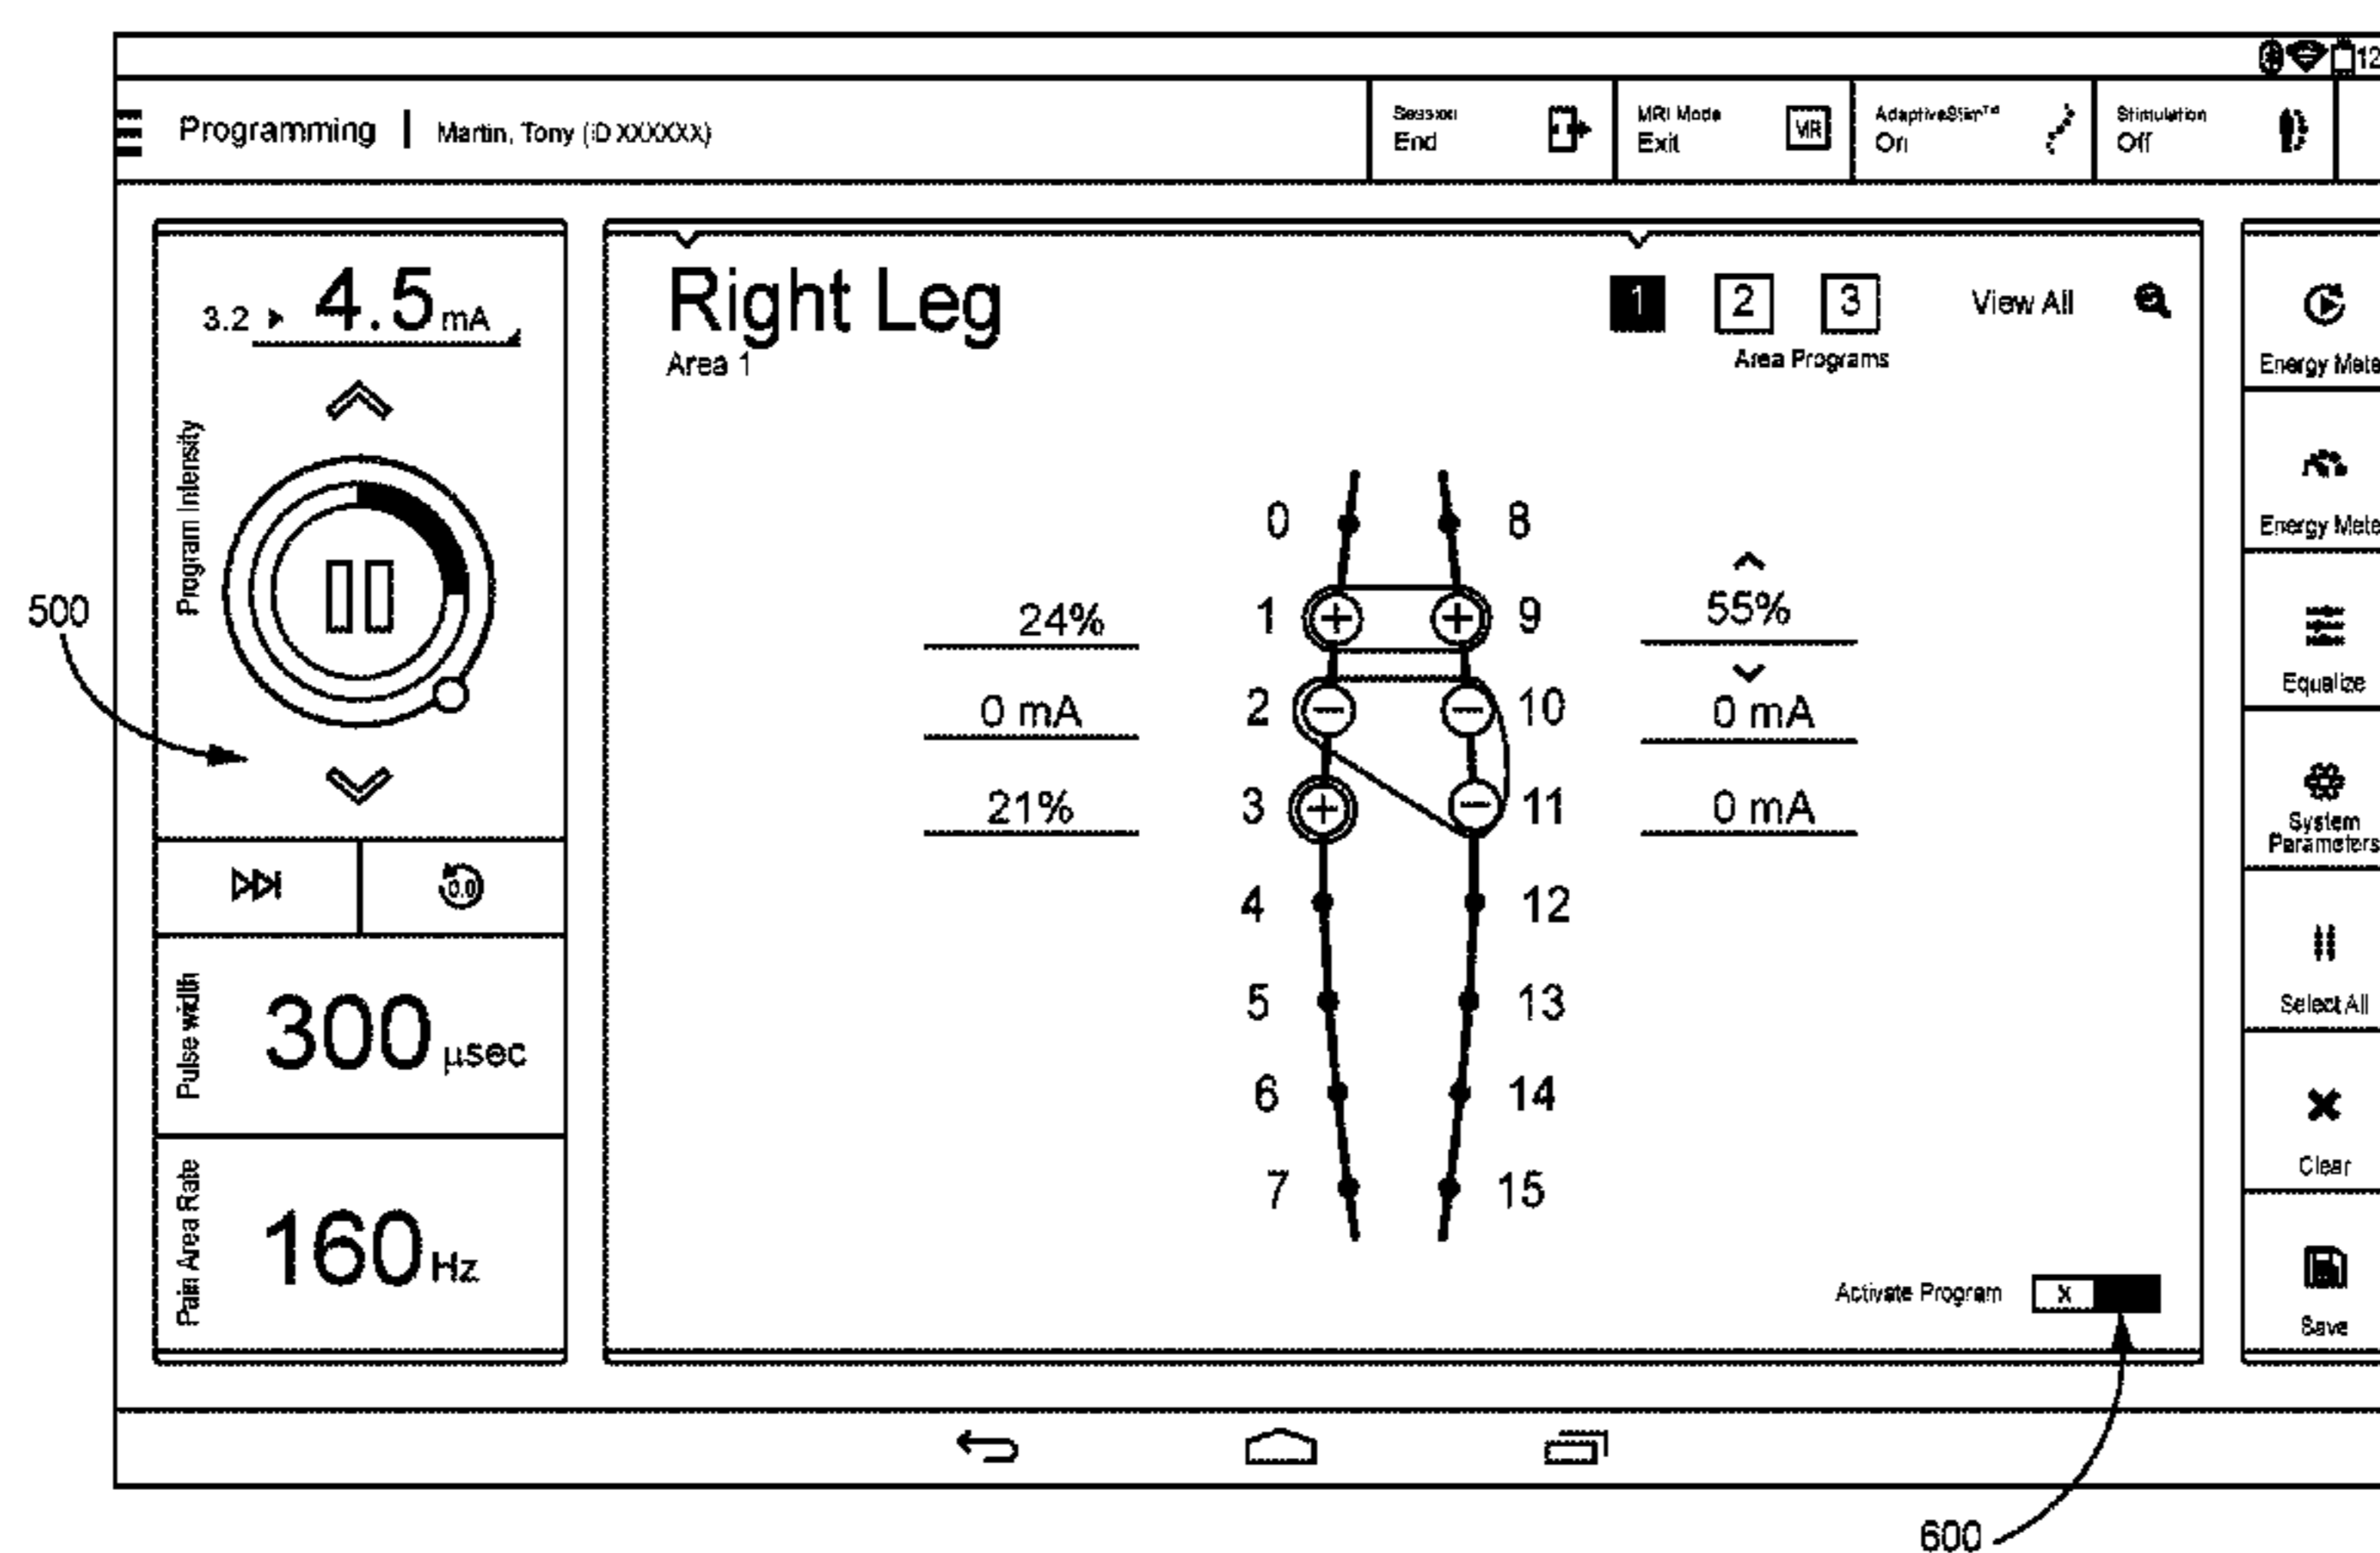 12
Programming | Martin, Tony (ID XXXXXX)
Session
End
MRI Mode
Exit
MR
AdaptiveStim™
On
Stimulation
Off
3.2 4.5 mA
Program Intensity
0.0
Pulse width
300 µsec
Pain Area Rate
160 Hz
Right Leg
Area 1
1 2 3
Area Programs
View All
0 8
24% 1 + + 9 55%
0 mA 2 − − 10 0 mA
21% 3 + − 11 0 mA
4 12
5 13
6 14
7 15
Activate Program X
Energy Mete
Energy Mete
Equalize
System
Parameters
Select All
Clear
Save
500
600